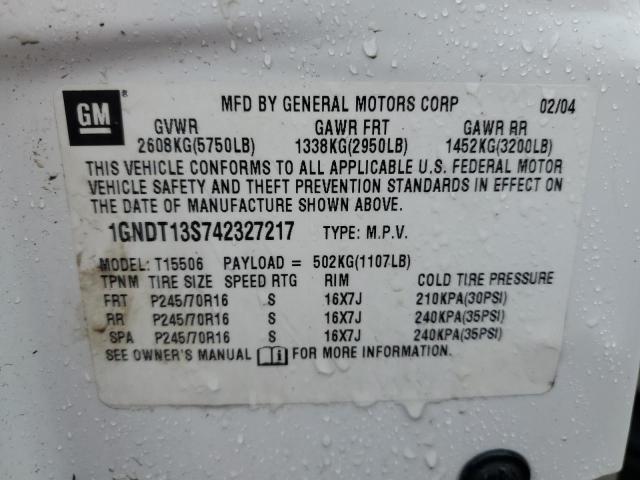 GM ®
MFD BY GENERAL MOTORS CORP 02/04
GVWR GAWR FRT GAWR RR
2608KG(5750LB) 1338KG(2950LB) 1452KG(3200LB)
THIS VEHICLE CONFORMS TO ALL APPLICABLE U.S. FEDERAL MOTOR
VEHICLE SAFETY AND THEFT PREVENTION STANDARDS IN EFFECT ON
THE DATE OF MANUFACTURE SHOWN ABOVE.
1GNDT13S742327217 TYPE: M.P.V.
MODEL: T15506 PAYLOAD = 502KG(1107LB)
TPNM TIRE SIZE SPEED RTG RIM COLD TIRE PRESSURE
FRT P245/70R16 S 16X7J 210KPA(30PSI)
RR P245/70R16 S 16X7J 240KPA(35PSI)
SPA P245/70R16 S 16X7J 240KPA(35PSI)
SEE OWNER'S MANUAL i FOR MORE INFORMATION.